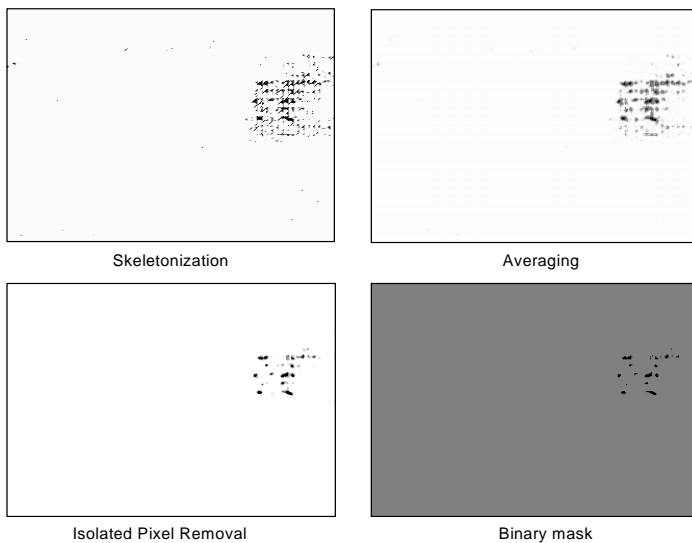 Skeletonization
Averaging
Isolated Pixel Removal
Binary mask